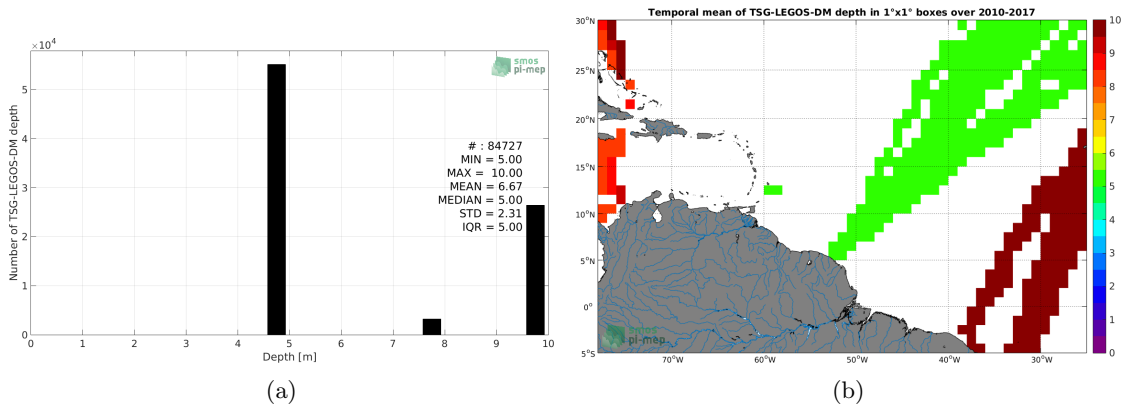 ×10⁴
5
4
3
2
1
0
Number of TSG-LEGOS-DM depth
0 1 2 3 4 5 6 7 8 9 10
Depth [m]
smos
pi-mep
# : 84727
MIN = 5.00
MAX = 10.00
MEAN = 6.67
MEDIAN = 5.00
STD = 2.31
IQR = 5.00
(a)
Temporal mean of TSG-LEGOS-DM depth in 1°x1° boxes over 2010-2017
30°N
25°N
20°N
15°N
10°N
5°N
0°
5°S
70°W 60°W 50°W 40°W 30°W
smos
pi-mep
10
9
8
7
6
5
4
3
2
1
0
(b)